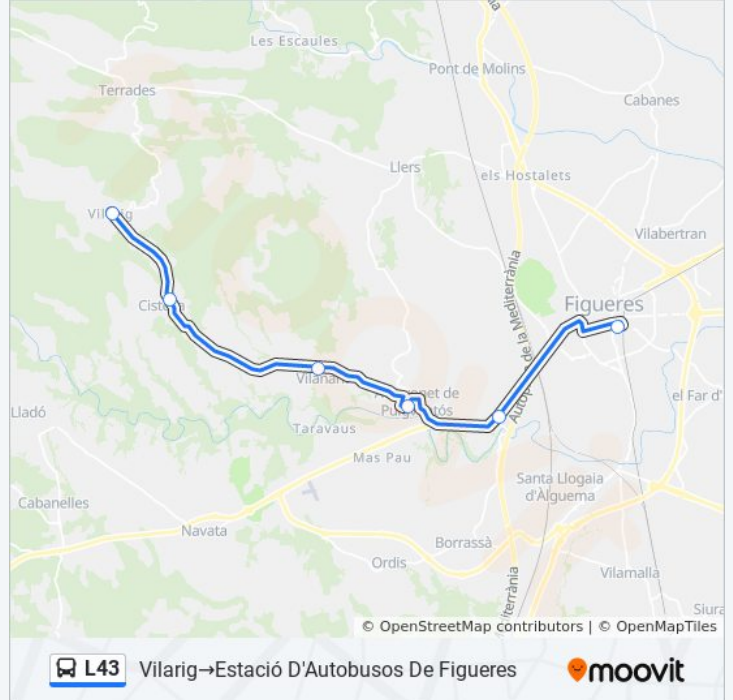 Les Escaules
Pont de Molins
Terrades
Cabanes
Llers
els Hostalets
Vilabertran
Autopista de la Mediterrània
Figueres
el Far d'
Lladó
Taravaus
Mas Pau
Santa Llogaia
d'Àlguema
Cabanelles
Navata
Borrassà
Ordis
Vilamalla
© OpenStreetMap contributors | © OpenMapTiles
L43 Vilarig→Estació D'Autobusos De Figueres
moovit